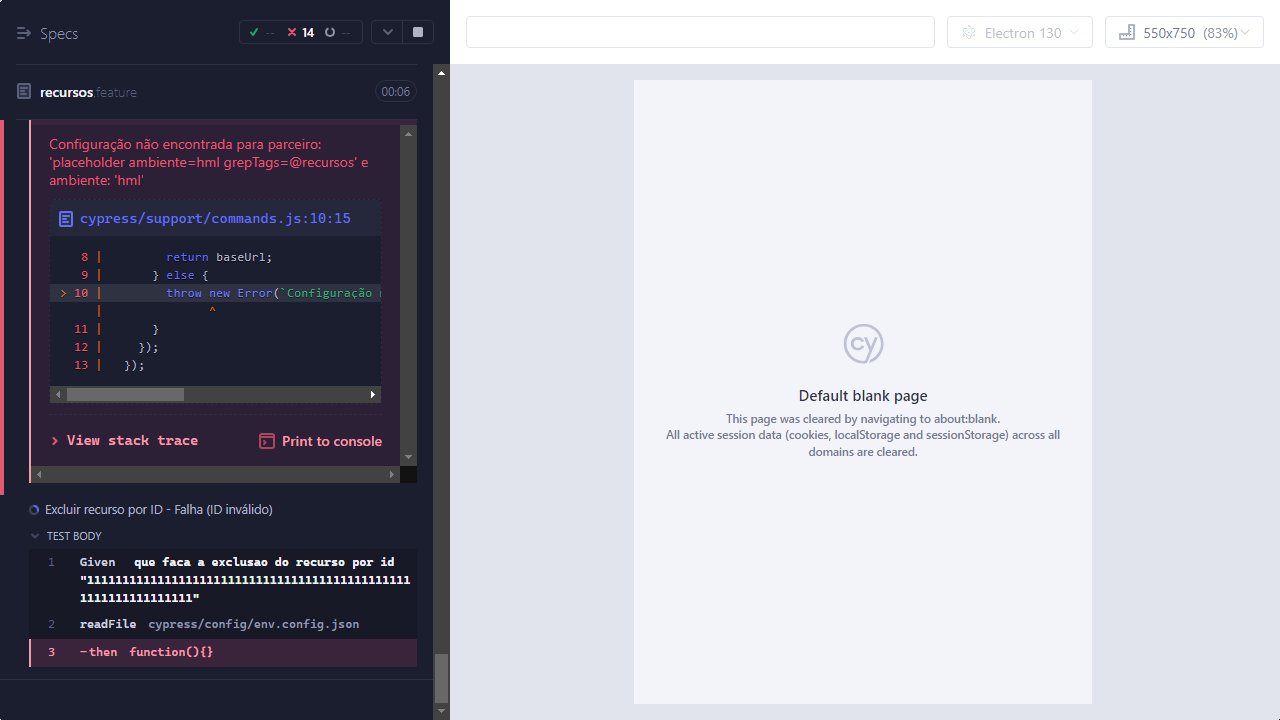 Specs
-- 14 --
Electron 130
550x750 (83%)
recursos.feature
00:06
Configuração não encontrada para parceiro:
'placeholder ambiente=hml grepTags=@recursos' e
ambiente: 'hml'
cypress/support/commands.js:10:15
8 | return baseUrl;
9 | } else {
> 10 | throw new Error(`Configuração
| ^
11 | }
12 | });
13 | });
View stack trace
Print to console
Excluir recurso por ID - Falha (ID inválido)
TEST BODY
1 Given que faca a exclusao do recurso por id
"1111111111111111111111111111111111111111111111
1111111111111111"
2 readFile cypress/config/env.config.json
3 -then function(){}
cy
Default blank page
This page was cleared by navigating to about:blank.
All active session data (cookies, localStorage and sessionStorage) across all
domains are cleared.